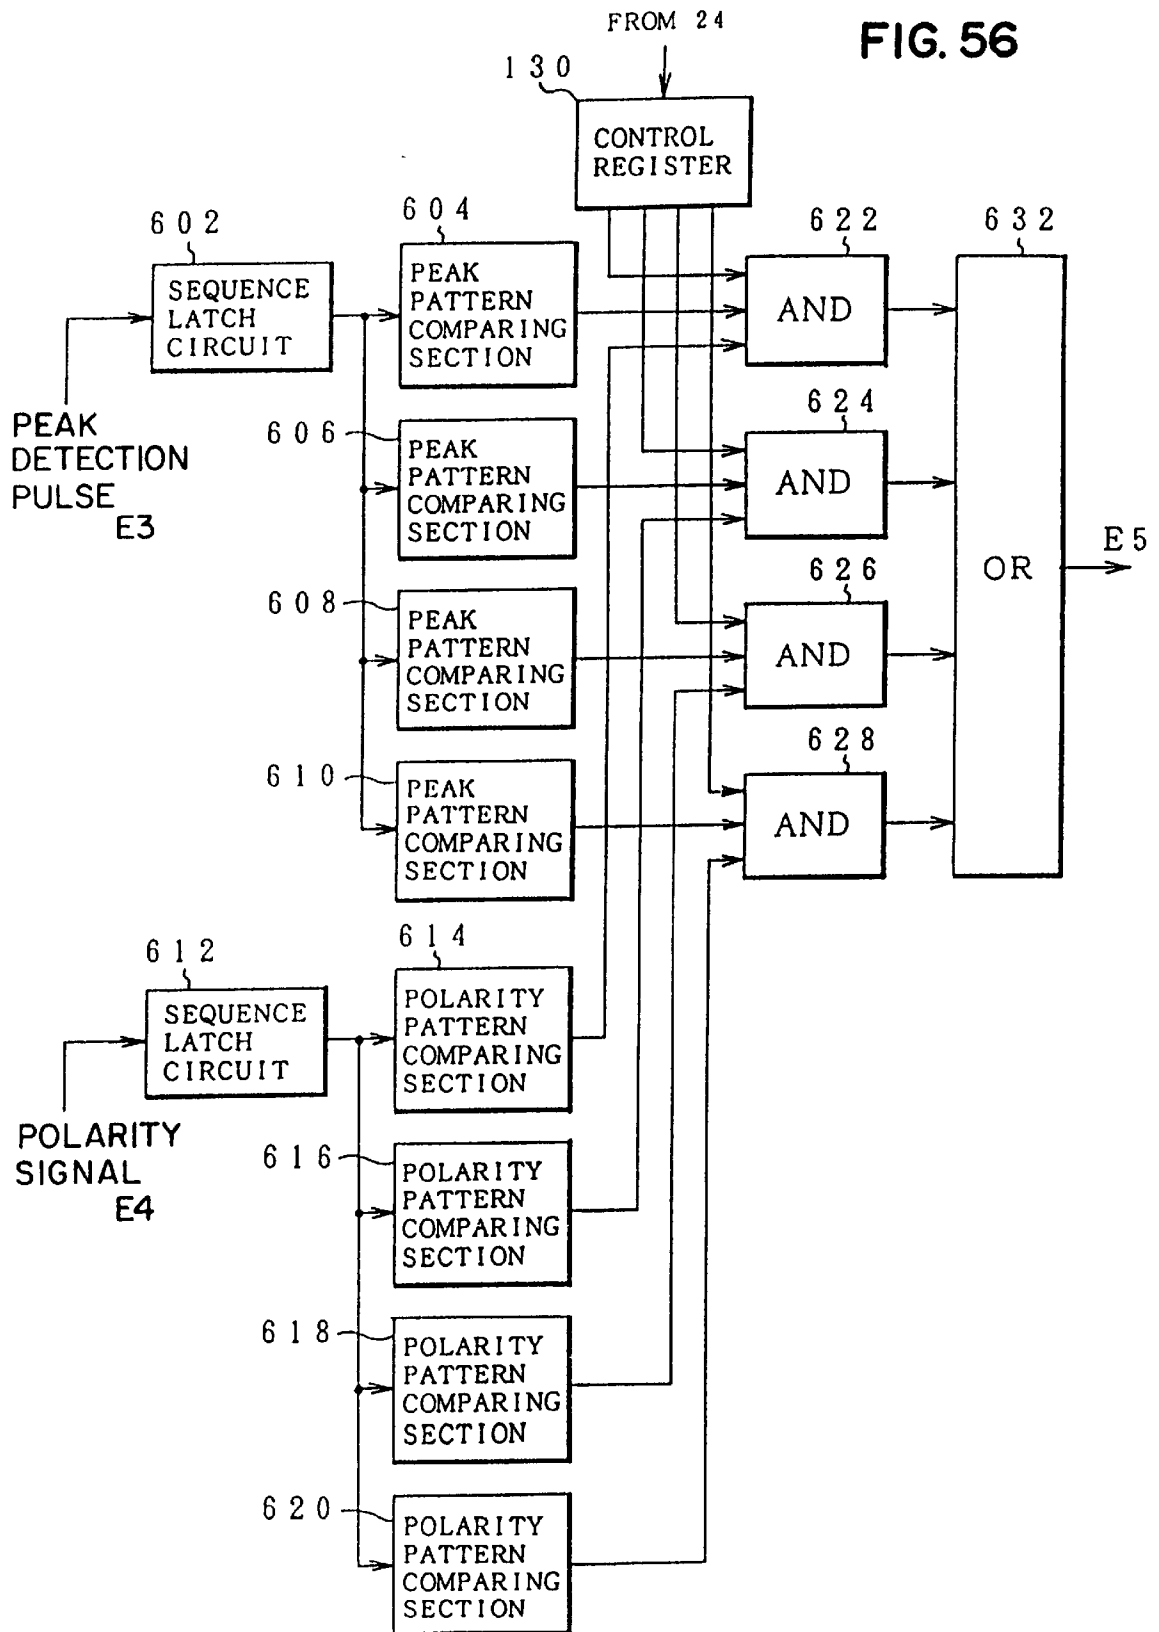 FROM 24
FIG. 56
130
CONTROL
REGISTER
602
SEQUENCE
LATCH
CIRCUIT
604
PEAK
PATTERN
COMPARING
SECTION
622
AND
632
OR
PEAK
DETECTION
PULSE
E3
606
PEAK
PATTERN
COMPARING
SECTION
624
AND
E5
608
PEAK
PATTERN
COMPARING
SECTION
626
AND
610
PEAK
PATTERN
COMPARING
SECTION
628
AND
612
SEQUENCE
LATCH
CIRCUIT
614
POLARITY
PATTERN
COMPARING
SECTION
POLARITY
SIGNAL
E4
616
POLARITY
PATTERN
COMPARING
SECTION
618
POLARITY
PATTERN
COMPARING
SECTION
620
POLARITY
PATTERN
COMPARING
SECTION